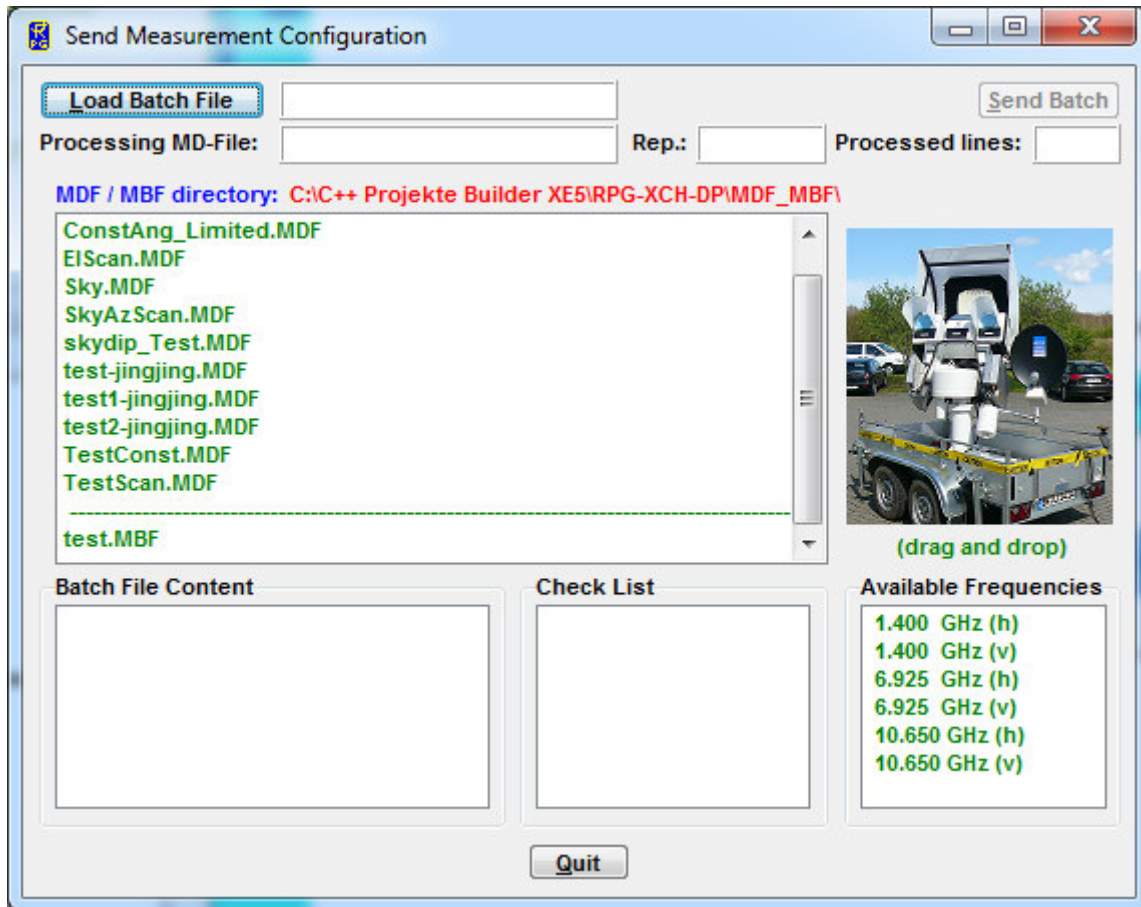 Send Measurement Configuration
Load Batch File Send Batch
Processing MD-File: Rep.: Processed lines:
MDF / MBF directory: C:\C++ Projekte Builder XE5\RPG-XCH-DP\MDF_MBF\
ConstAng_Limited.MDF
ElScan.MDF
Sky.MDF
SkyAzScan.MDF
skydip_Test.MDF
test-jingjing.MDF
test1-jingjing.MDF
test2-jingjing.MDF
TestConst.MDF
TestScan.MDF
test.MBF
(drag and drop)
Batch File Content
Check List
Available Frequencies
1.400 GHz (h)
1.400 GHz (v)
6.925 GHz (h)
6.925 GHz (v)
10.650 GHz (h)
10.650 GHz (v)
Quit